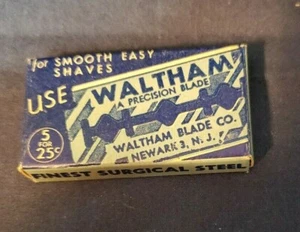 for SMOOTH EASY
SHAVES
USE WALTHAM
A PRECISION BLADE
5
FOR
25¢
WALTHAM BLADE CO.
NEWARK 3, N. J.
FINEST SURGICAL STEEL